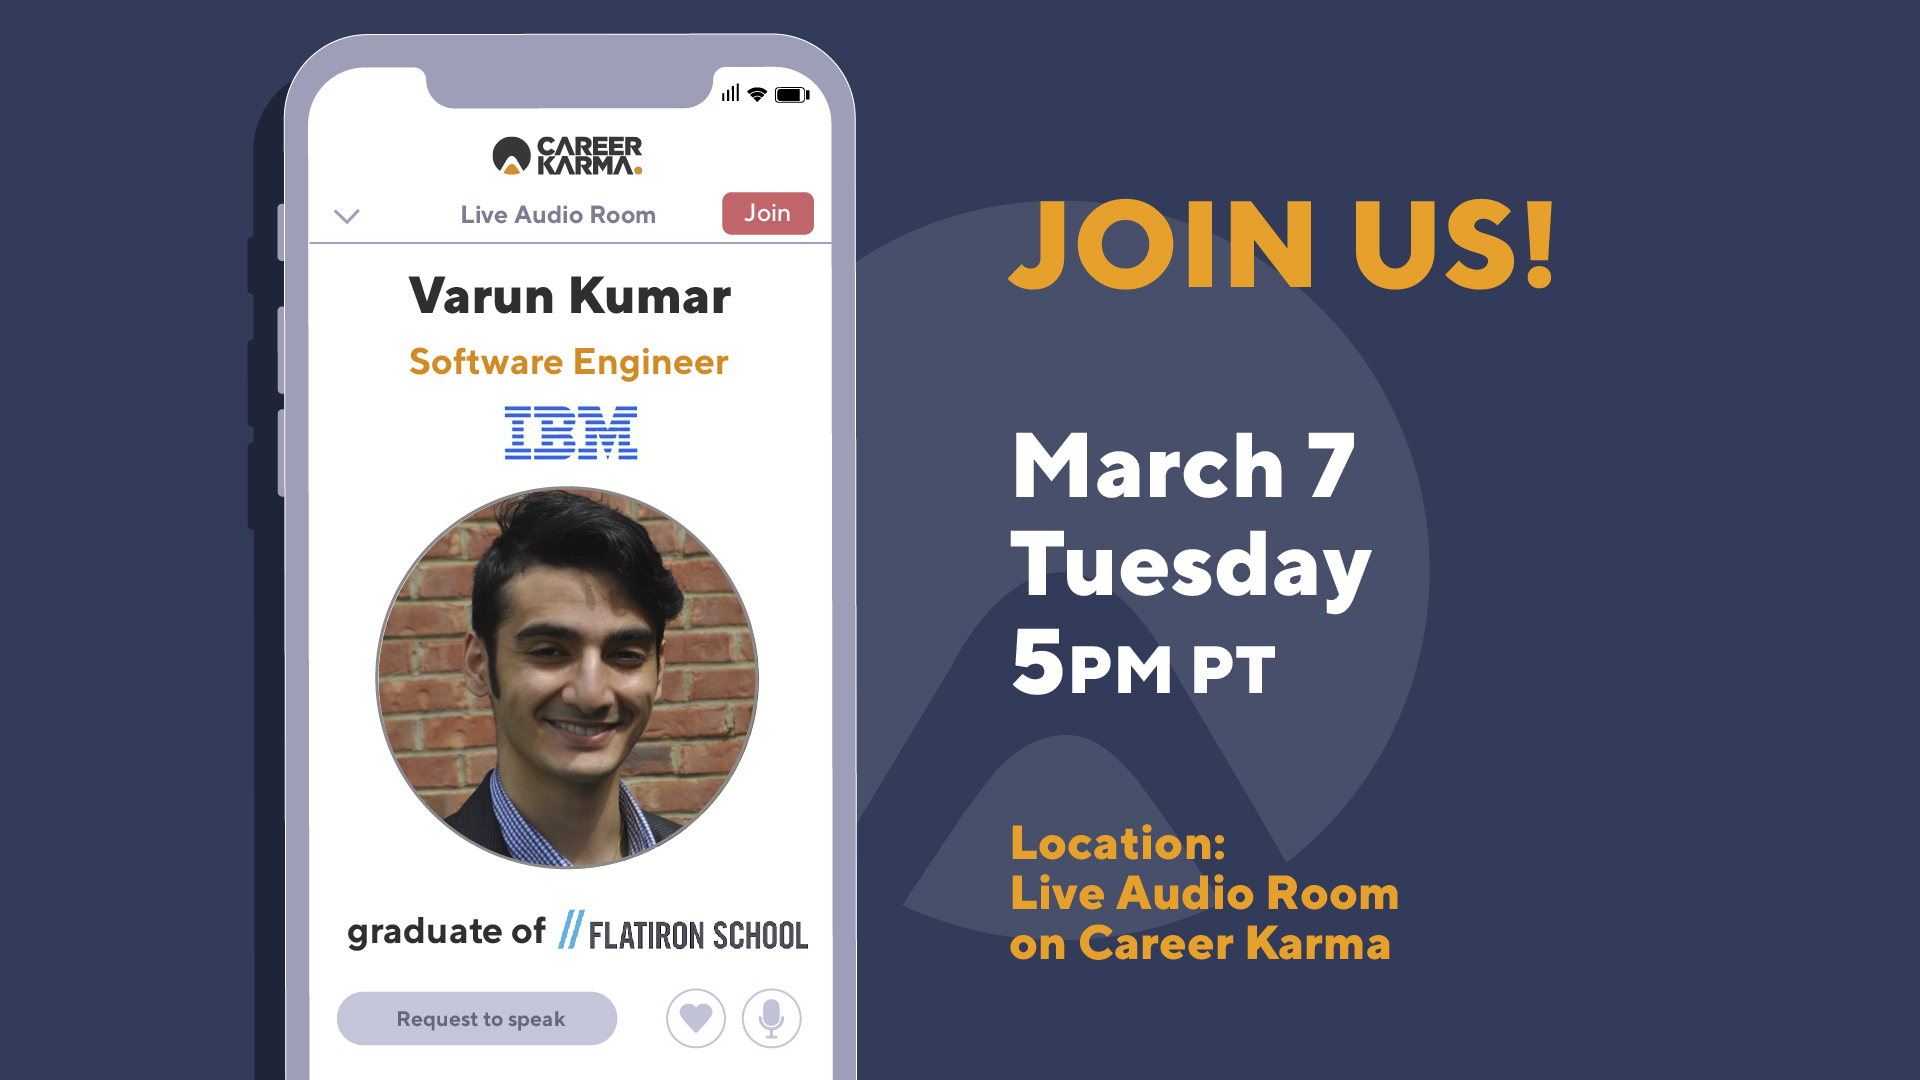 CAREER
KARMA.
Live Audio Room
Join
Varun Kumar
Software Engineer
IBM
graduate of // FLATIRON SCHOOL
Request to speak
JOIN US!
March 7
Tuesday
5PM PT
Location:
Live Audio Room
on Career Karma